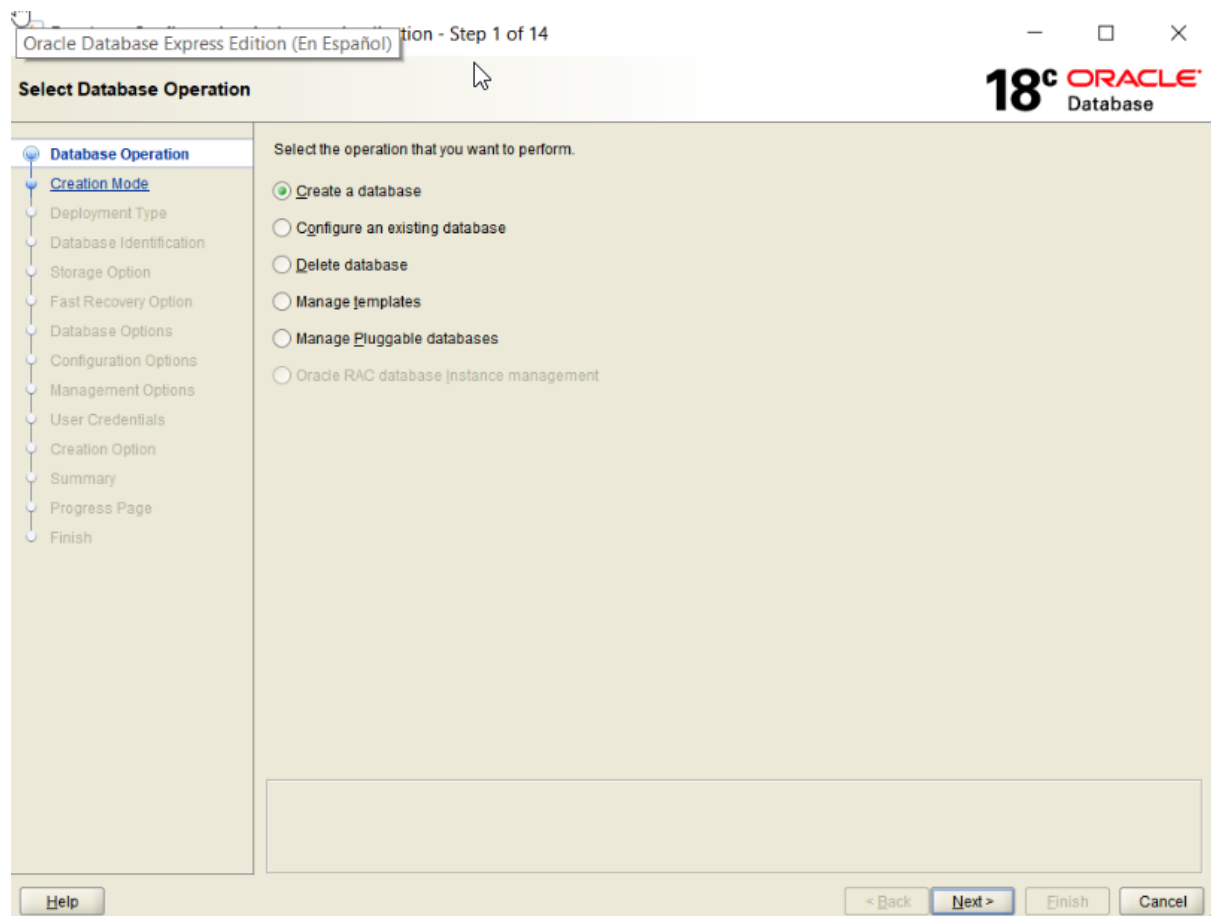 Oracle Database Express Edition (En Español)
tion - Step 1 of 14
Select Database Operation
18c ORACLE
Database
Database Operation
Creation Mode
Deployment Type
Database Identification
Storage Option
Fast Recovery Option
Database Options
Configuration Options
Management Options
User Credentials
Creation Option
Summary
Progress Page
Finish
Select the operation that you want to perform.
Create a database
Configure an existing database
Delete database
Manage templates
Manage Pluggable databases
Oracle RAC database Instance management
Help
< Back
Next >
Finish
Cancel